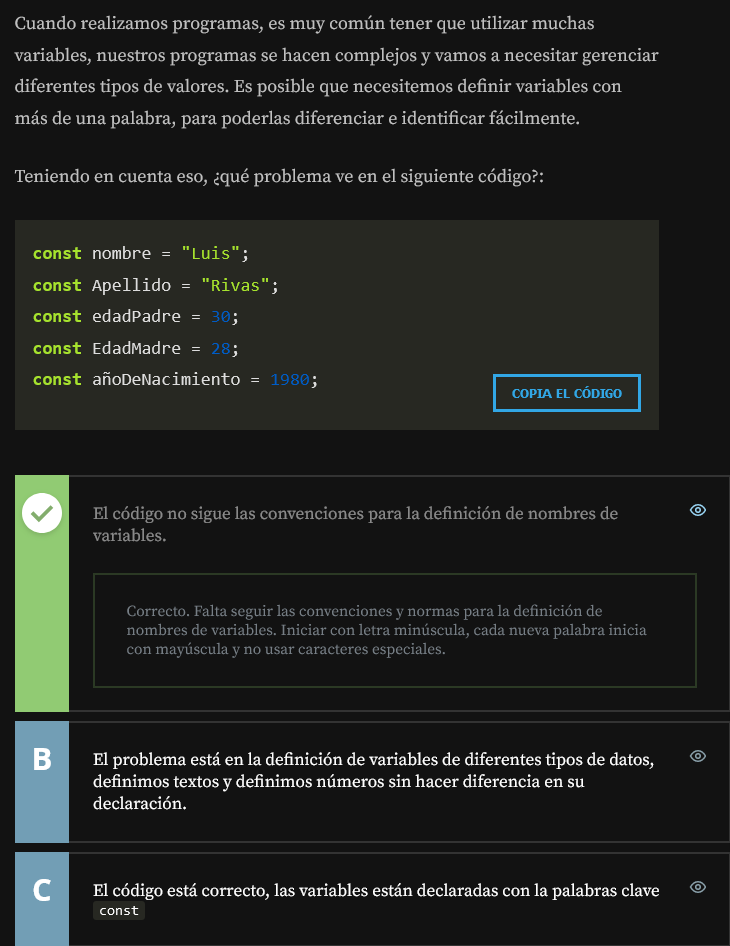 Cuando realizamos programas, es muy común tener que utilizar muchas
variables, nuestros programas se hacen complejos y vamos a necesitar gerenciar
diferentes tipos de valores. Es posible que necesitemos definir variables con
más de una palabra, para poderlas diferenciar e identificar fácilmente.
Teniendo en cuenta eso, ¿qué problema ve en el siguiente código?:
const nombre = "Luis";
const Apellido = "Rivas";
const edadPadre = 30;
const EdadMadre = 28;
const añoDeNacimiento = 1980;
COPIA EL CÓDIGO
El código no sigue las convenciones para la definición de nombres de
variables.
Correcto. Falta seguir las convenciones y normas para la definición de
nombres de variables. Iniciar con letra minúscula, cada nueva palabra inicia
con mayúscula y no usar caracteres especiales.
B
El problema está en la definición de variables de diferentes tipos de datos,
definimos textos y definimos números sin hacer diferencia en su
declaración.
C
El código está correcto, las variables están declaradas con la palabras clave
const